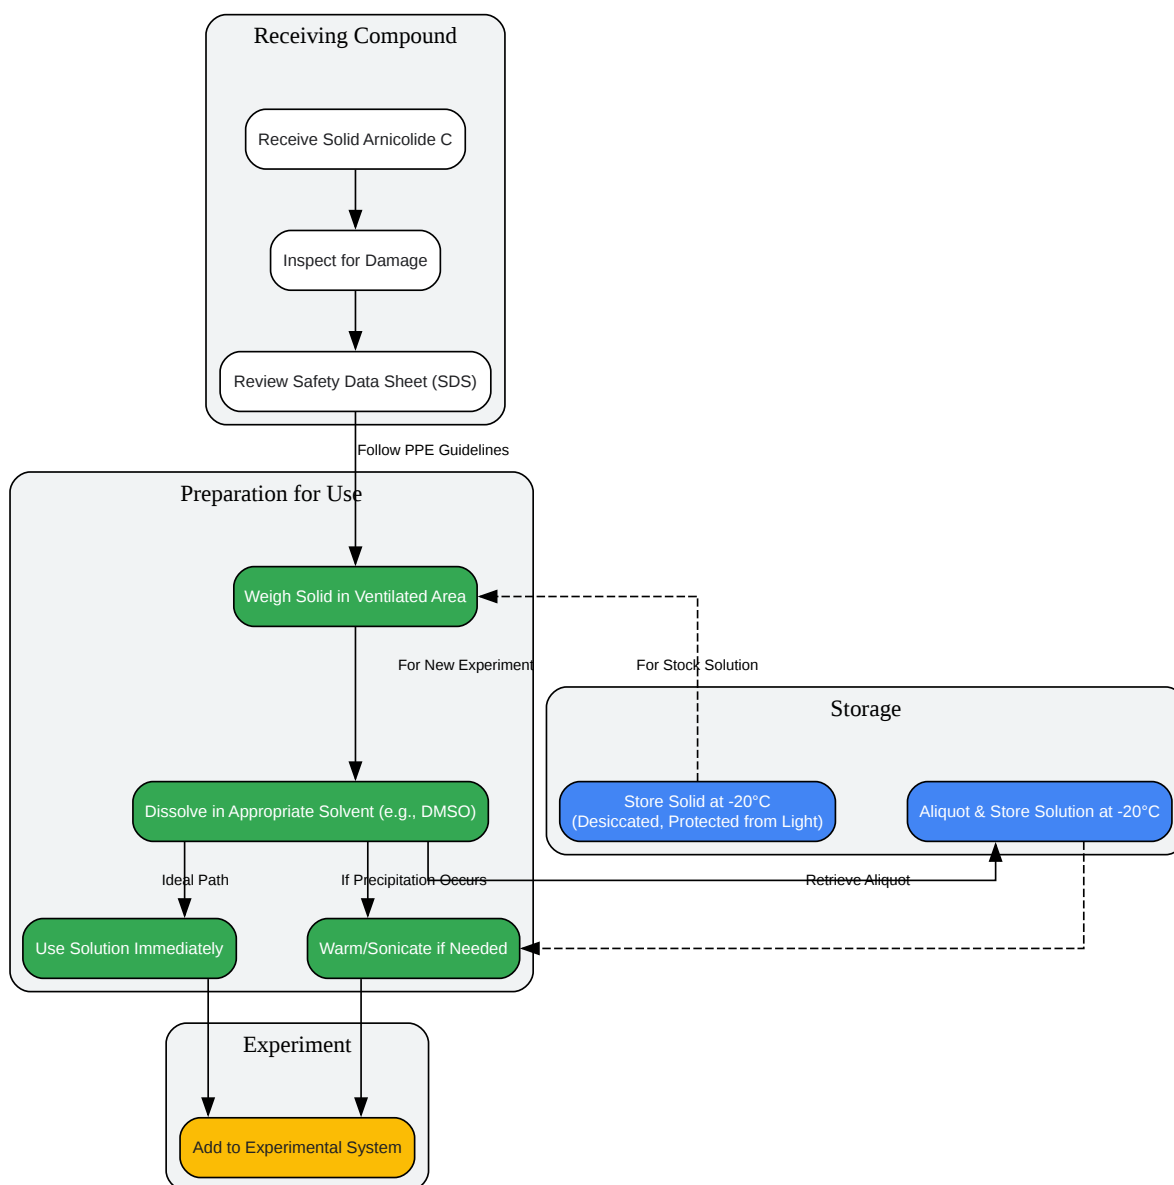 Receiving Compound
Receive Solid Arnicolide C
Inspect for Damage
Review Safety Data Sheet (SDS)
Follow PPE Guidelines
Preparation for Use
Weigh Solid in Ventilated Area
For New Experiment
For Stock Solution
Storage
Dissolve in Appropriate Solvent (e.g., DMSO)
Store Solid at -20°C
(Desiccated, Protected from Light)
Aliquot & Store Solution at -20°C
Ideal Path
If Precipitation Occurs
Retrieve Aliquot
Use Solution Immediately
Warm/Sonicate if Needed
Experiment
Add to Experimental System